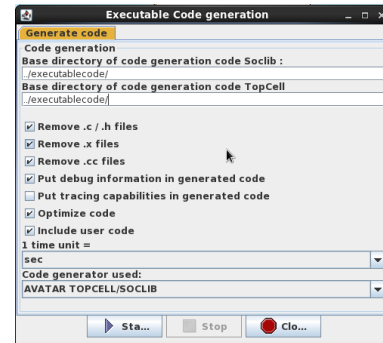 Executable Code generation
Generate code
Code generation
Base directory of code generation code Soclib :
../executablecode/
Base directory of code generation code TopCell
../executablecode/
Remove .c / .h files
Remove .x files
Remove .cc files
Put debug information in generated code
Put tracing capabilities in generated code
Optimize code
Include user code
1 time unit =
sec
Code generator used:
AVATAR TOPCELL/SOCLIB
Sta... Stop Clo...